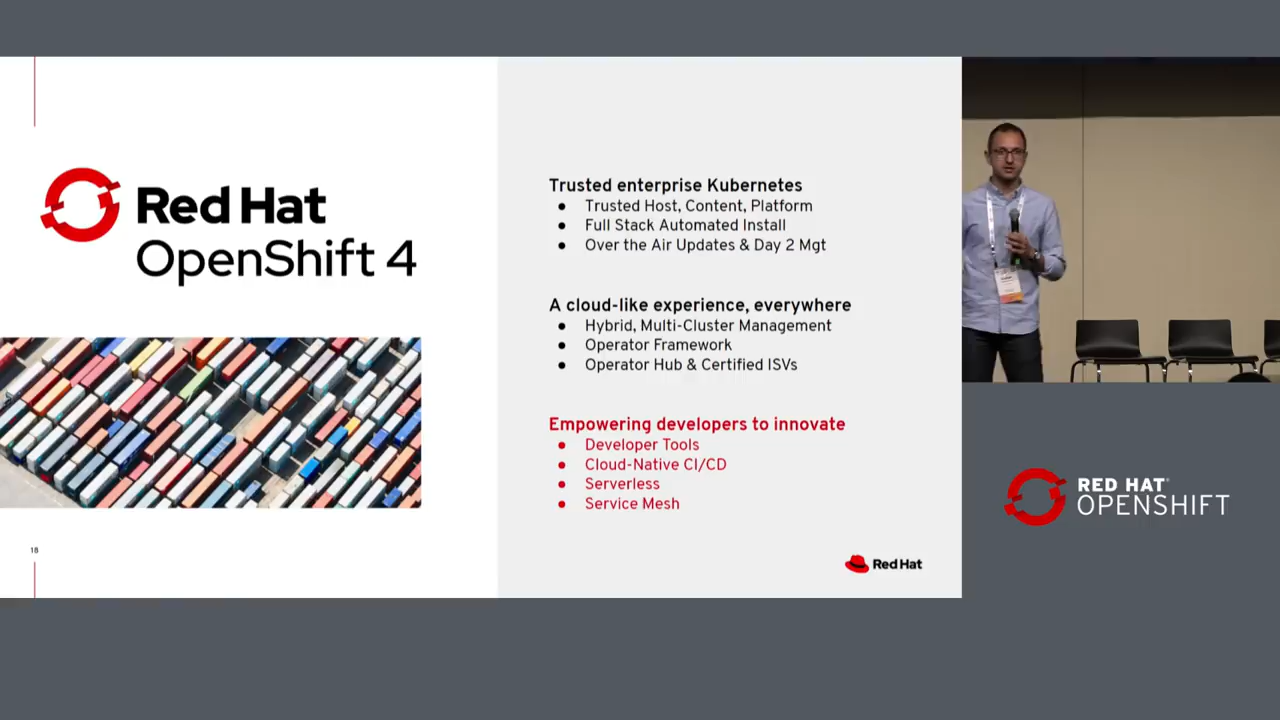 Red Hat
OpenShift 4
18
Trusted enterprise Kubernetes
● Trusted Host, Content, Platform
● Full Stack Automated Install
● Over the Air Updates & Day 2 Mgt
A cloud-like experience, everywhere
● Hybrid, Multi-Cluster Management
● Operator Framework
● Operator Hub & Certified ISVs
Empowering developers to innovate
● Developer Tools
● Cloud-Native CI/CD
● Serverless
● Service Mesh
Red Hat
RED HAT®
OPENSHIFT